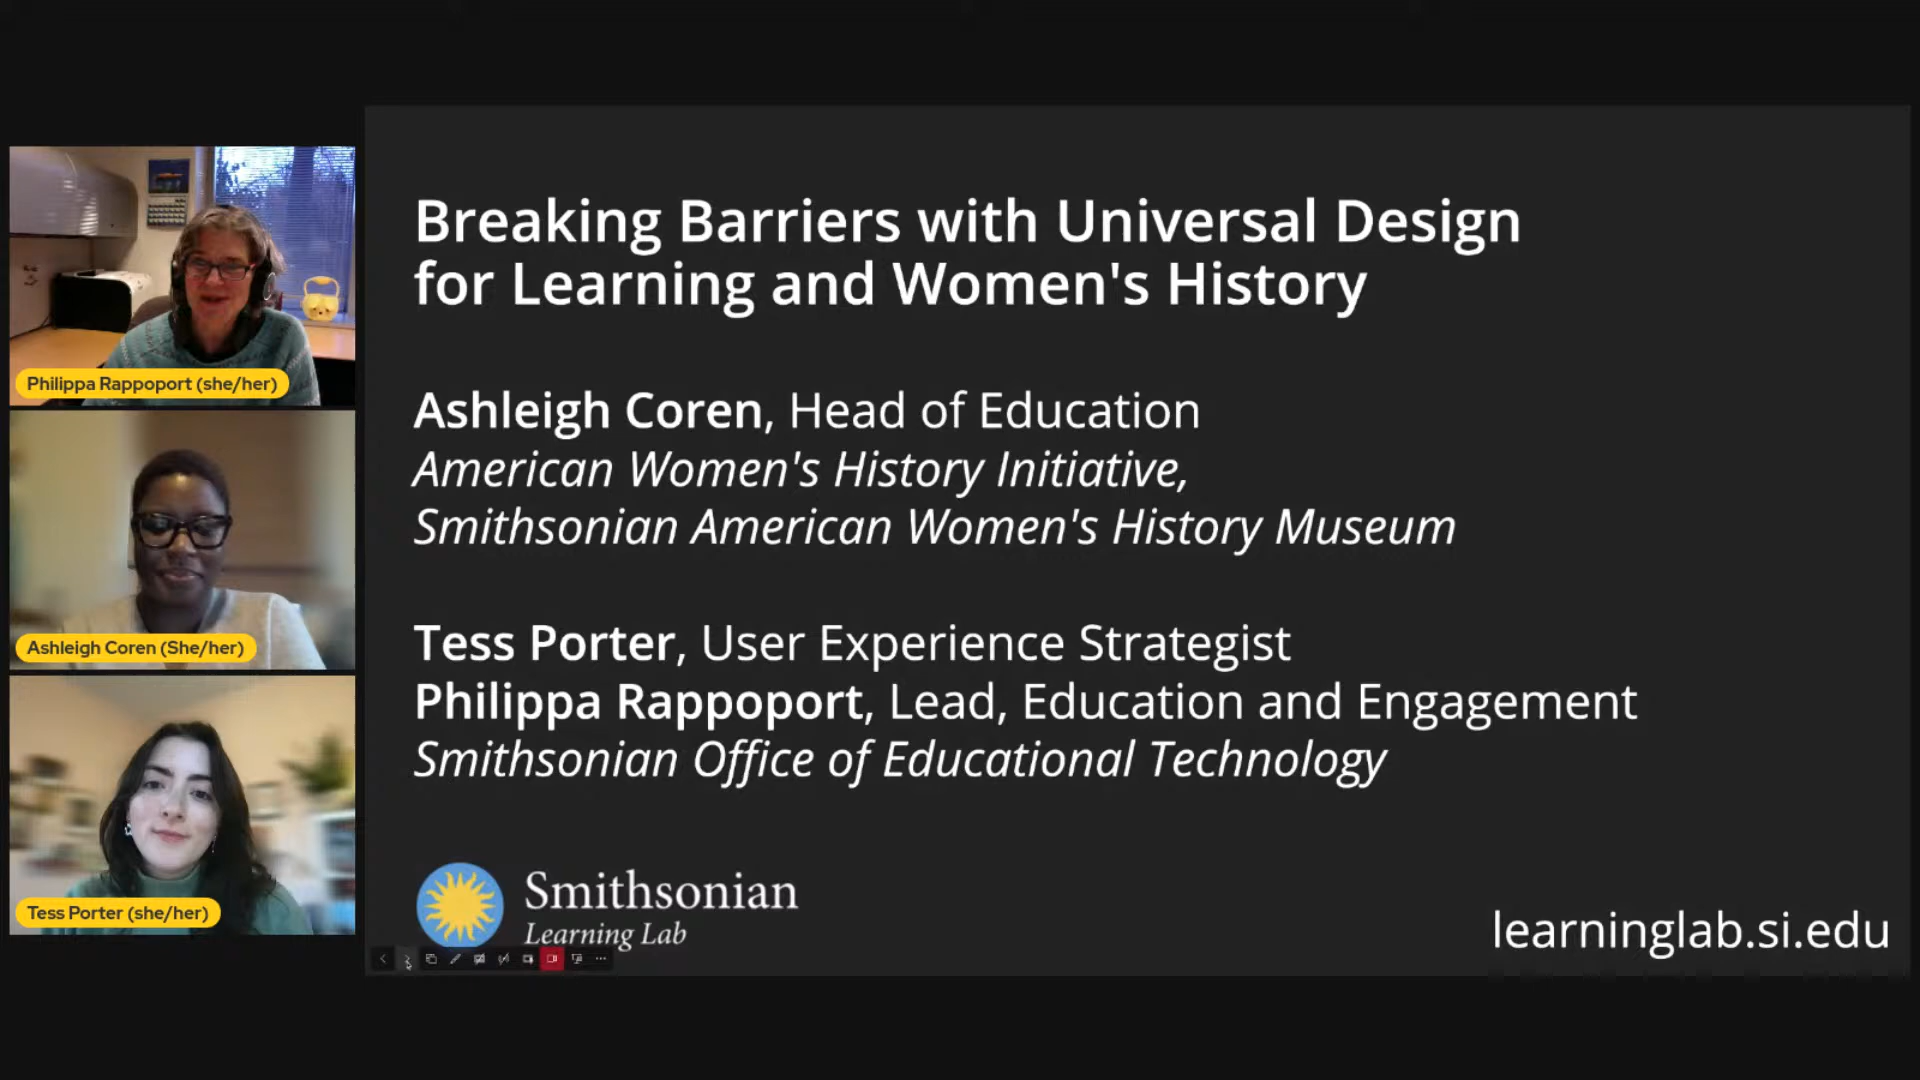 Philippa Rappoport (she/her)
Ashleigh Coren (She/her)
Tess Porter (she/her)
Breaking Barriers with Universal Design
for Learning and Women's History
Ashleigh Coren, Head of Education
American Women's History Initiative,
Smithsonian American Women's History Museum
Tess Porter, User Experience Strategist
Philippa Rappoport, Lead, Education and Engagement
Smithsonian Office of Educational Technology
Smithsonian
Learning Lab
learninglab.si.edu